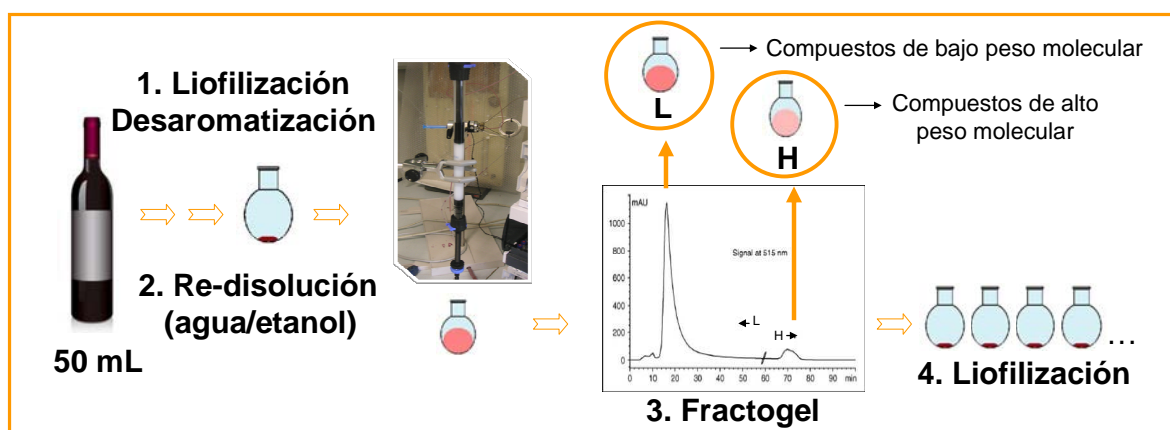 1. Liofilización
Desaromatización
2. Re-disolución
(agua/etanol)
50 mL
L
Compuestos de bajo peso molecular
H
Compuestos de alto
peso molecular
mAU
1000
800
600
400
200
0
Signal at 515 nm
L
H
0 10 20 30 40 50 60 70 80 90 min
3. Fractogel
...
4. Liofilización